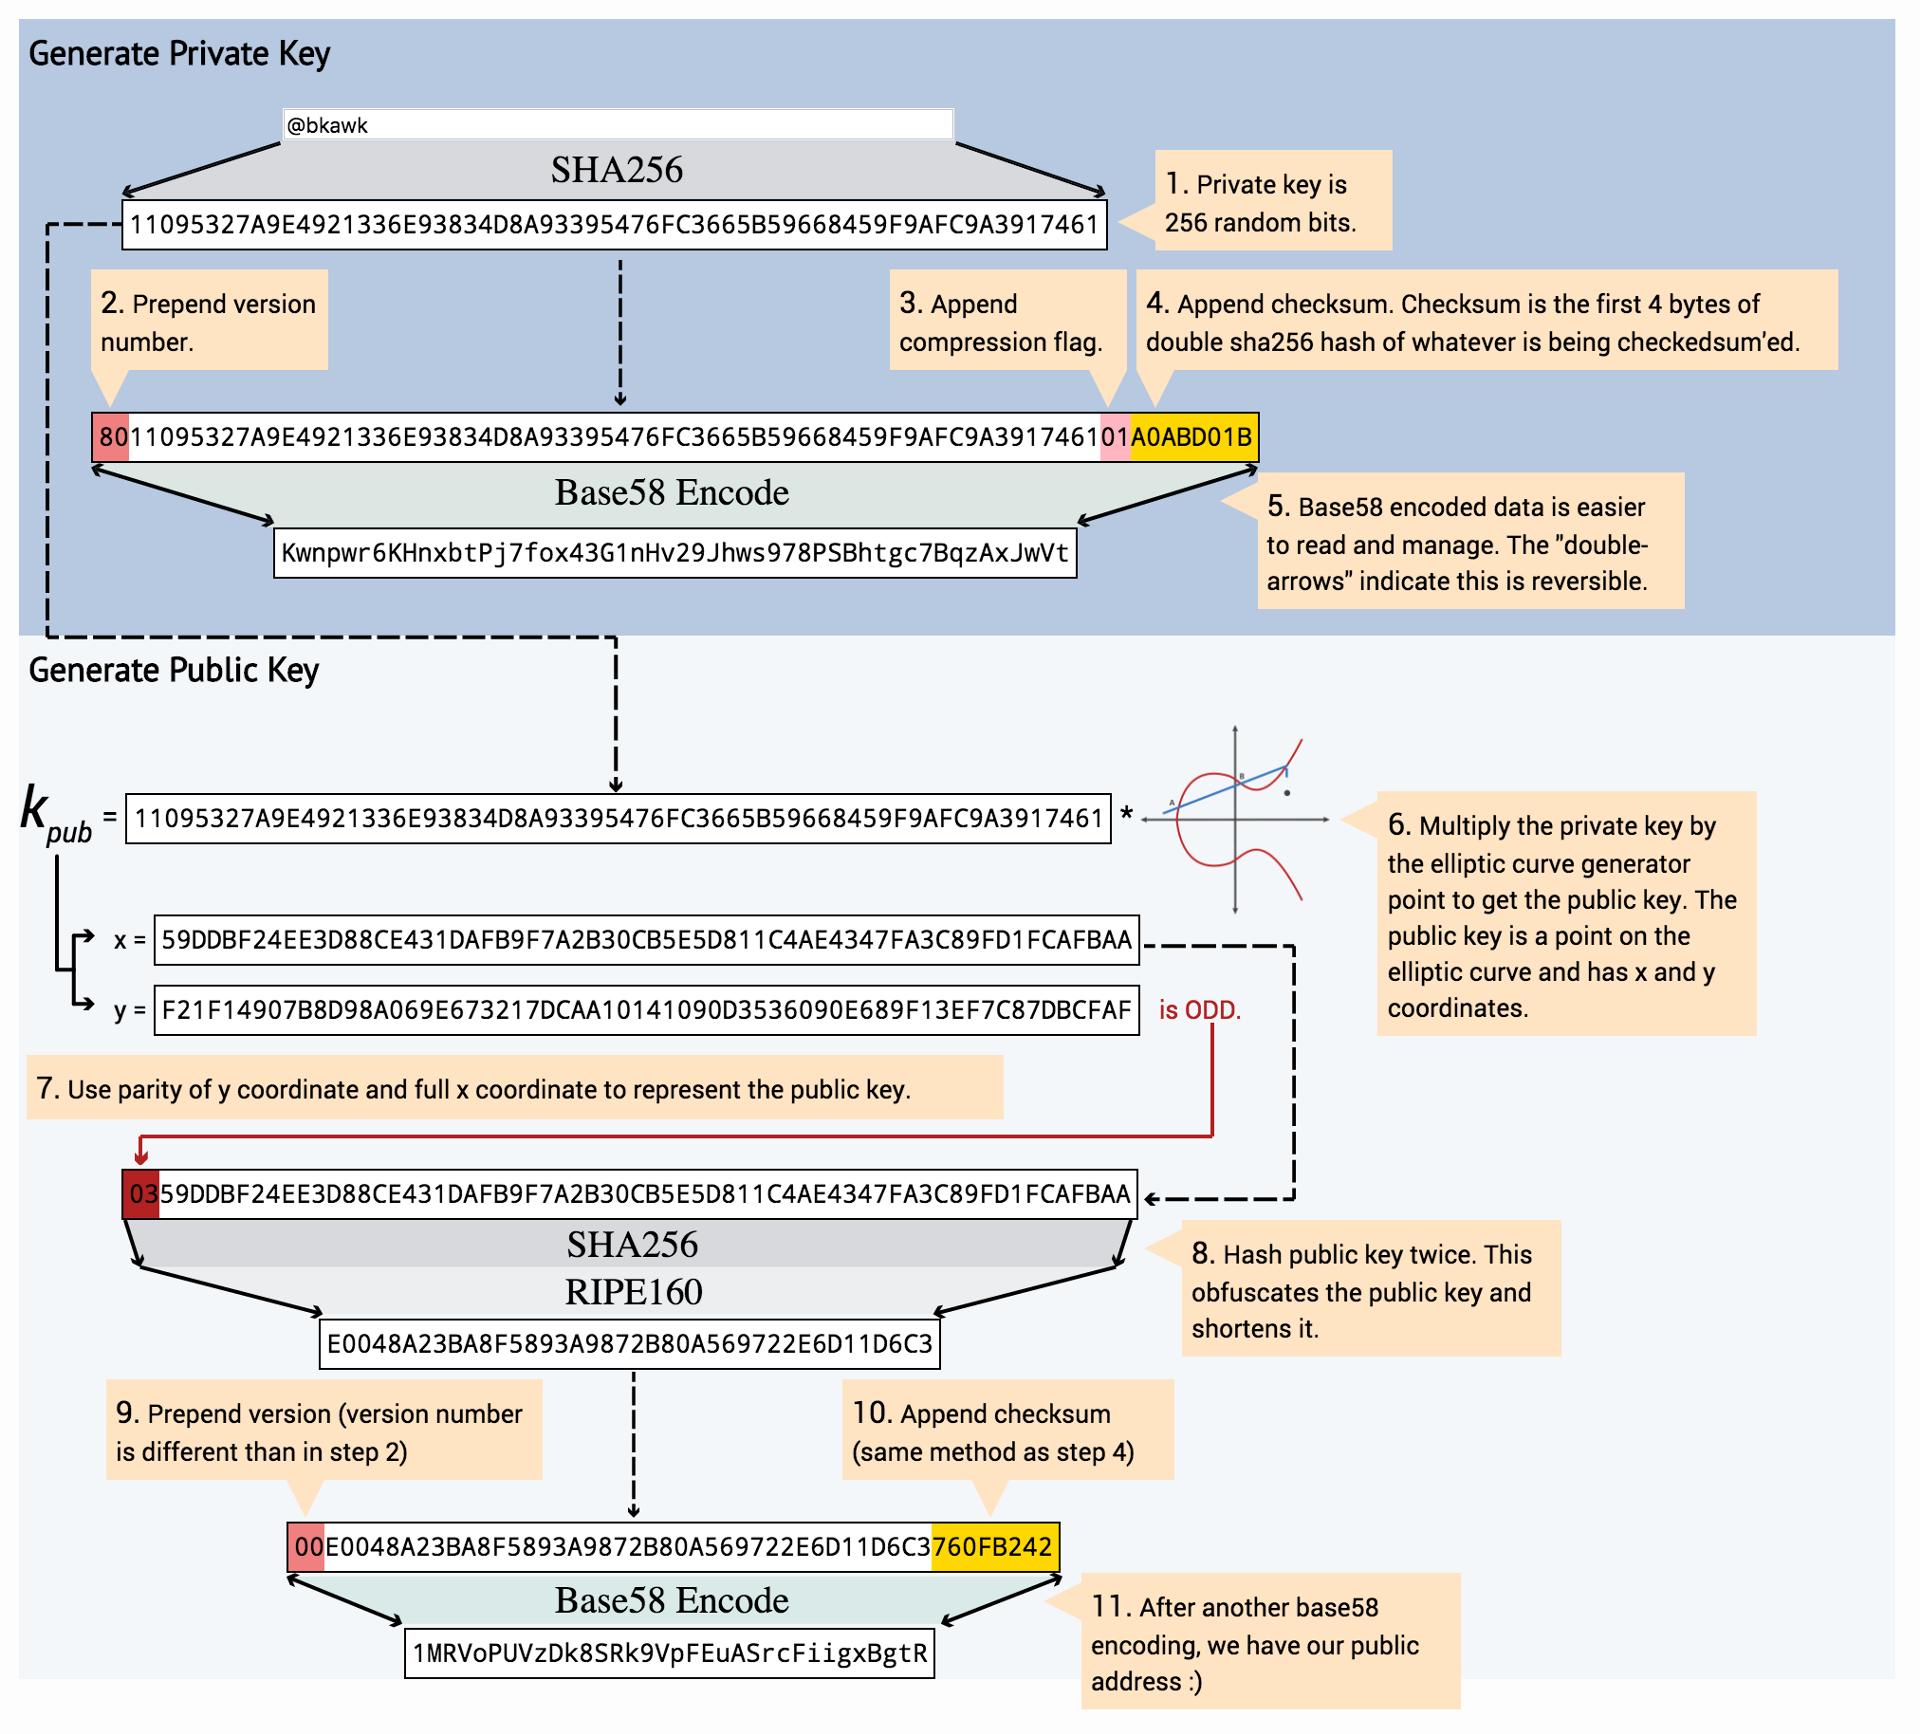 Generate Private Key
@bkawk
SHA256
1. Private key is
256 random bits.
11095327A9E4921336E93834D8A93395476FC3665B59668459F9AFC9A3917461
2. Prepend version
number.
3. Append
compression flag.
4. Append checksum. Checksum is the first 4 bytes of
double sha256 hash of whatever is being checkedsum'ed.
8011095327A9E4921336E93834D8A93395476FC3665B59668459F9AFC9A391746101A0ABD01B
Base58 Encode
5. Base58 encoded data is easier
to read and manage. The "double-
arrows" indicate this is reversible.
Kwnpwr6KHnxbtPj7fox43G1nHv29Jhws978PSBhtgc7BqzAxJwVt
Generate Public Key
kpub = 11095327A9E4921336E93834D8A93395476FC3665B59668459F9AFC9A3917461 *
A
B
6. Multiply the private key by
the elliptic curve generator
point to get the public key. The
public key is a point on the
elliptic curve and has x and y
coordinates.
x = 59DDBF24EE3D88CE431DAFB9F7A2B30CB5E5D811C4AE4347FA3C89FD1FCAFBAA
y = F21F14907B8D98A069E673217DCAA10141090D3536090E689F13EF7C87DBCFAF is ODD.
7. Use parity of y coordinate and full x coordinate to represent the public key.
0359DDBF24EE3D88CE431DAFB9F7A2B30CB5E5D811C4AE4347FA3C89FD1FCAFBAA
SHA256
RIPE160
8. Hash public key twice. This
obfuscates the public key and
shortens it.
E0048A23BA8F5893A9872B80A569722E6D11D6C3
9. Prepend version (version number
is different than in step 2)
10. Append checksum
(same method as step 4)
00E0048A23BA8F5893A9872B80A569722E6D11D6C3760FB242
Base58 Encode
11. After another base58
encoding, we have our public
address :)
1MRVoPUVzDk8SRk9VpFEuASrcFiigxBgtR